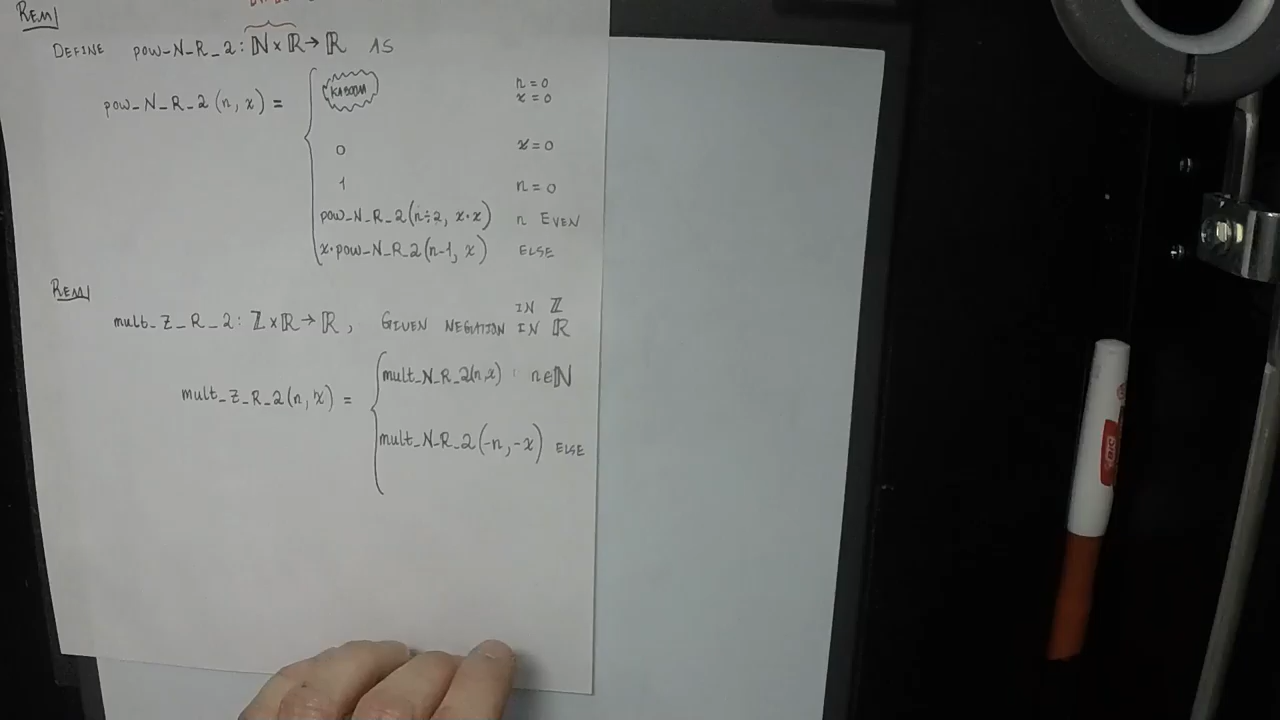 REM
DEFINE pow_N_R_2: ℕ×ℝ→ℝ AS
pow_N_R_2(n, x) =
KABOOM n=0 x=0
0 x=0
1 n=0
pow_N_R_2(n÷2, x·x) n EVEN
x·pow_N_R_2(n-1, x) ELSE
REM
mult_Z_R_2: ℤ×ℝ→ℝ, GIVEN NEGATION IN ℤ IN ℝ
mult_Z_R_2(n, x) =
mult_N_R_2(n,x) : n∈ℕ
mult_N_R_2(-n,-x) ELSE
BIC